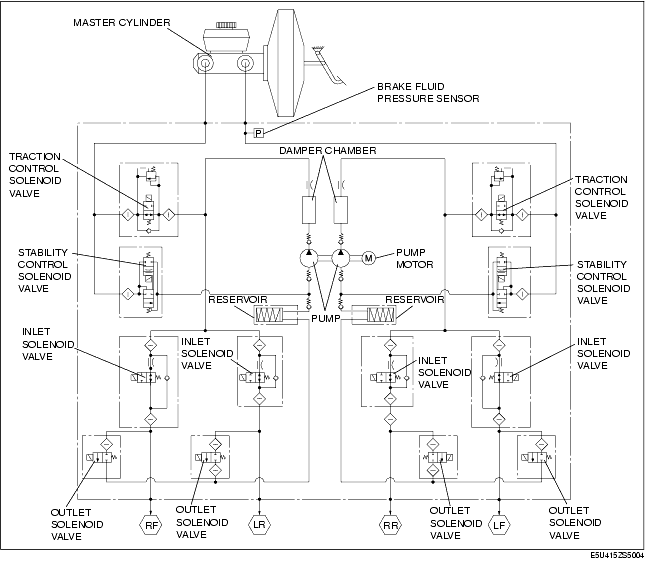 MASTER CYLINDER
BRAKE FLUID
PRESSURE SENSOR
P
DAMPER CHAMBER
TRACTION
CONTROL
SOLENOID
VALVE
TRACTION
CONTROL
SOLENOID
VALVE
STABILITY
CONTROL
SOLENOID
VALVE
M
PUMP
MOTOR
STABILITY
CONTROL
SOLENOID
VALVE
RESERVOIR
PUMP
RESERVOIR
INLET
SOLENOID
VALVE
INLET
SOLENOID
VALVE
INLET
SOLENOID
VALVE
INLET
SOLENOID
VALVE
OUTLET
SOLENOID
VALVE
RF
OUTLET
SOLENOID
VALVE
LR
RR
OUTLET
SOLENOID
VALVE
LF
OUTLET
SOLENOID
VALVE
E5U415ZS5004